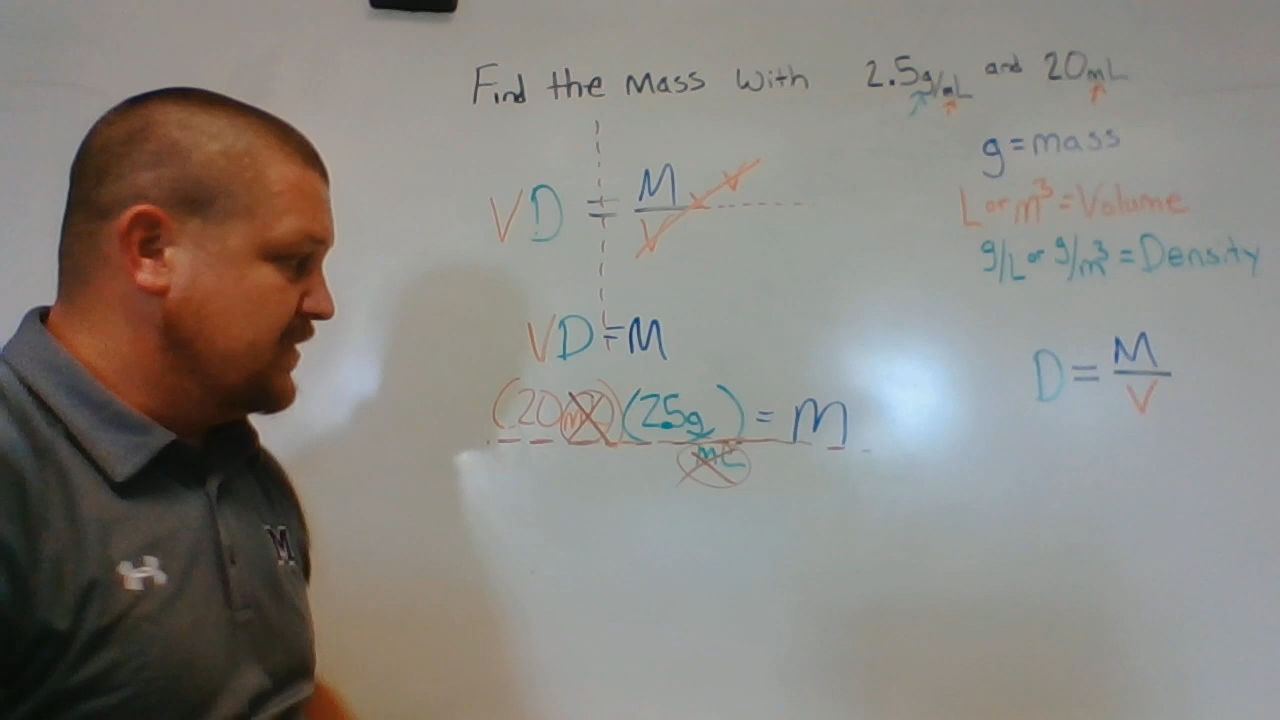 Find the Mass with 2.5g/mL and 20mL
g = mass
L or m³ = Volume
g/L or g/m³ = Density
VD = M/V × V
VD = M
D = M/V
(20mL)(2.5g/mL) = M
M